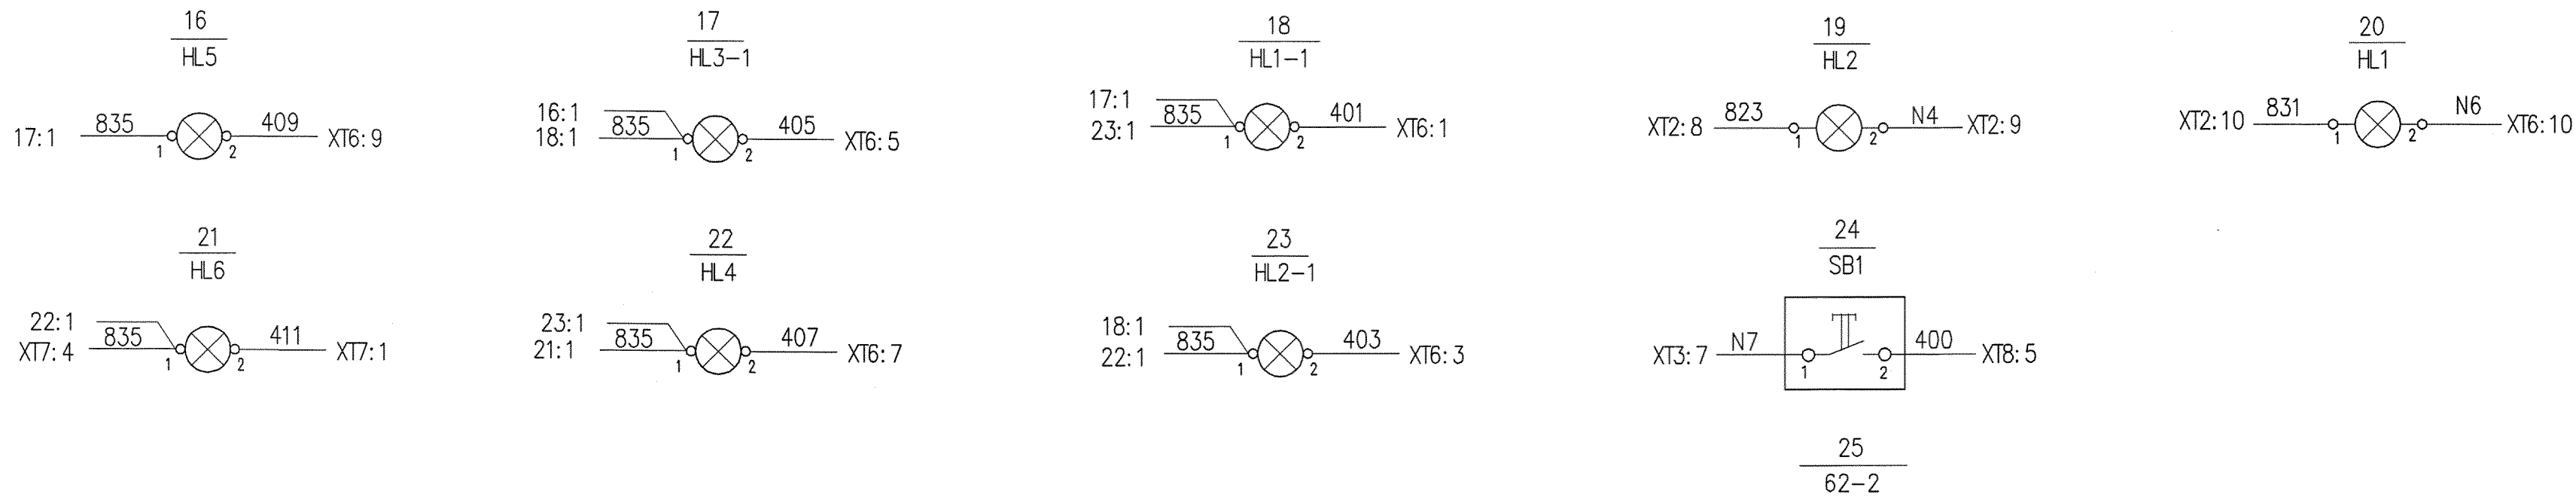 16
HL5
17:1 835 1 2 409 XT6:9
17
HL3-1
16:1
18:1 835 1 2 405 XT6:5
18
HL1-1
17:1
23:1 835 1 2 401 XT6:1
19
HL2
XT2:8 823 1 2 N4 XT2:9
20
HL1
XT2:10 831 1 2 N6 XT6:10
21
HL6
22:1
XT7:4 835 1 2 411 XT7:1
22
HL4
23:1
21:1 835 1 2 407 XT6:7
23
HL2-1
18:1
22:1 835 1 2 403 XT6:3
24
SB1
XT3:7 N7 1 2 400 XT8:5
25
62-2